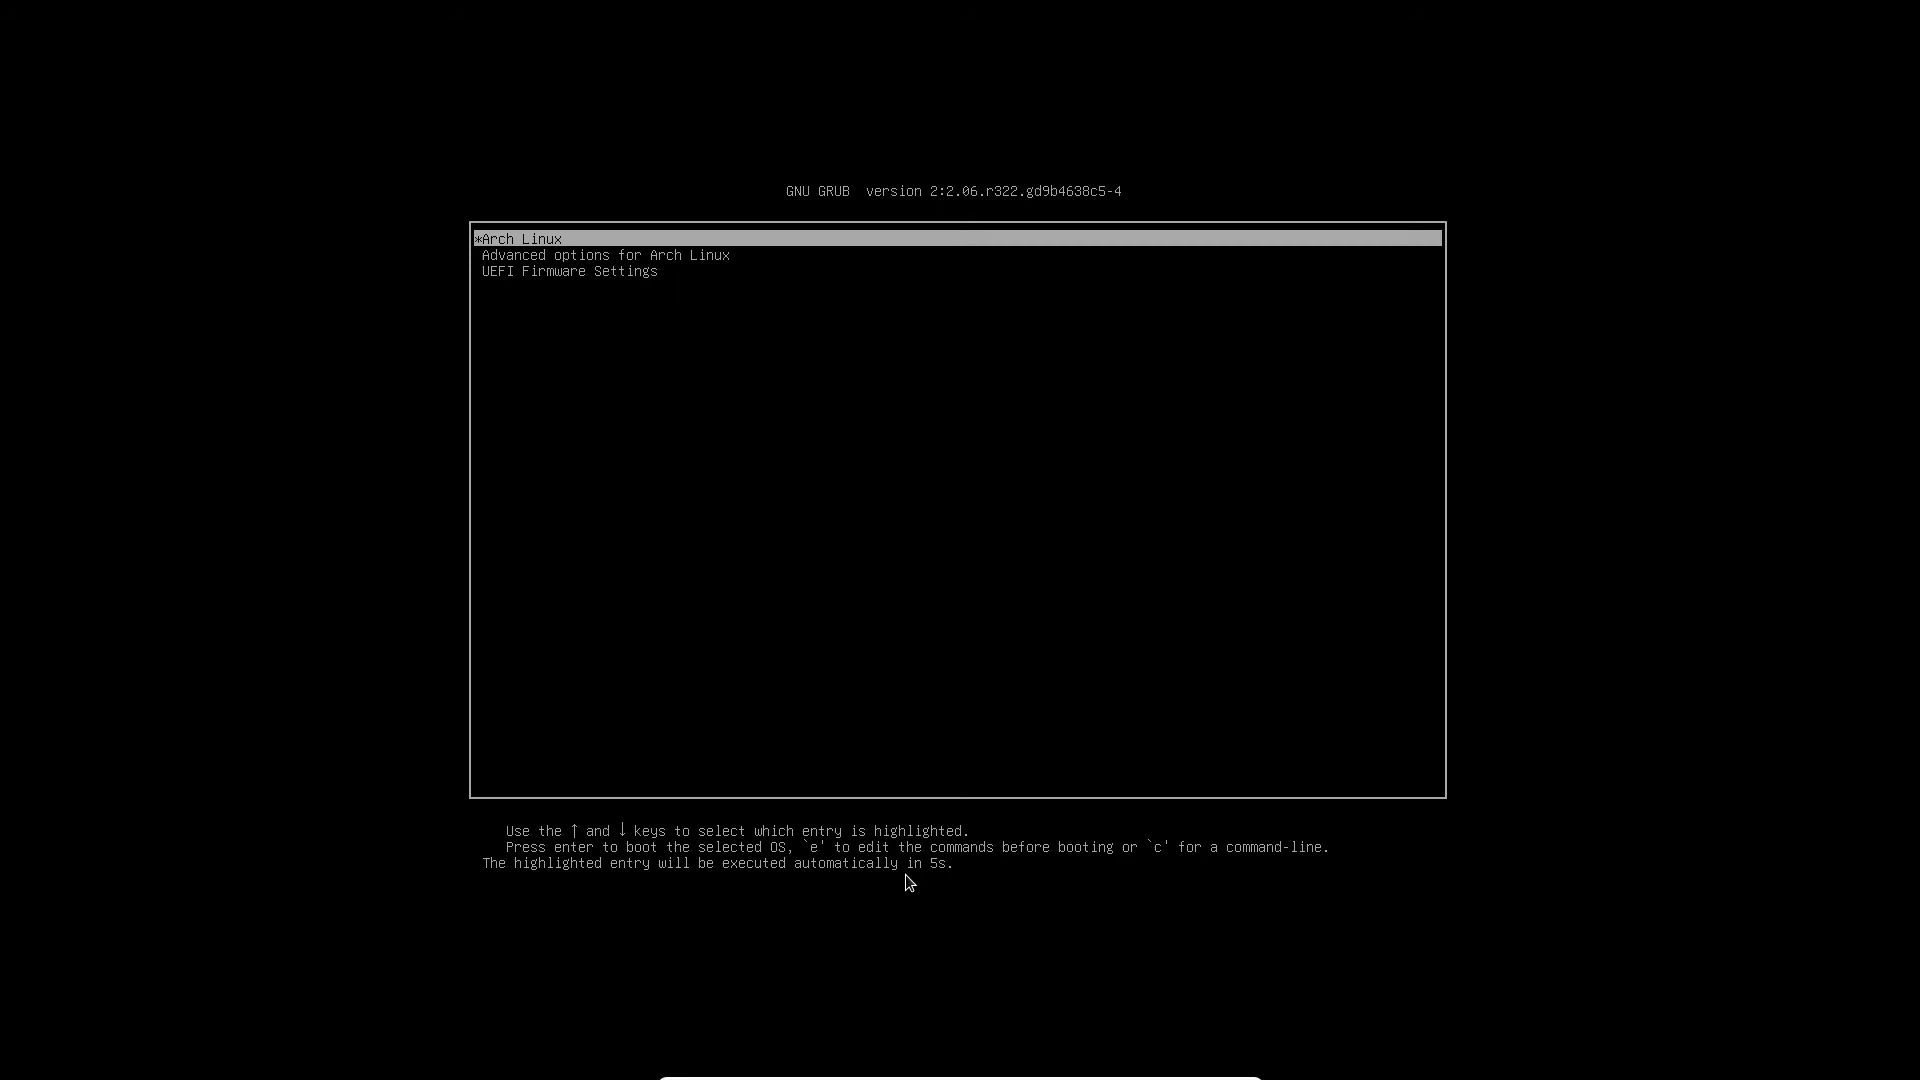 GNU GRUB  version 2:2.06.r322.gd9b4638c5-4
*Arch Linux
Advanced options for Arch Linux
UEFI Firmware Settings
Use the ↑ and ↓ keys to select which entry is highlighted.
Press enter to boot the selected OS, `e' to edit the commands before booting or `c' for a command-line.
The highlighted entry will be executed automatically in 5s.